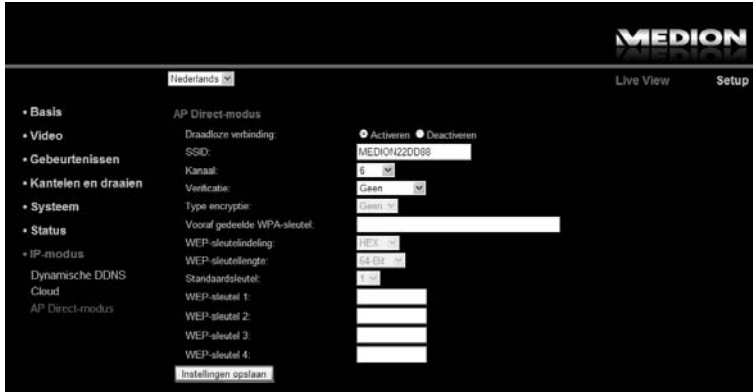 MEDION
Nederlands
Live View
Setup
• Basis
• Video
• Gebeurtenissen
• Kantelen en draaien
• Systeem
• Status
• IP-modus
Dynamische DDNS
Cloud
AP Direct-modus
AP Direct-modus
Draadloze verbinding: Activeren Deactiveren
SSID: MEDION22DD88
Kanaal: 6
Verificatie: Geen
Type encryptie: Geen
Vooraf gedeelde WPA-sleutel:
WEP-sleutelindeling: HEX
WEP-sleutellengte: 64-Bit
Standaardsleutel: 1
WEP-sleutel 1:
WEP-sleutel 2:
WEP-sleutel 3:
WEP-sleutel 4:
Instellingen opslaan